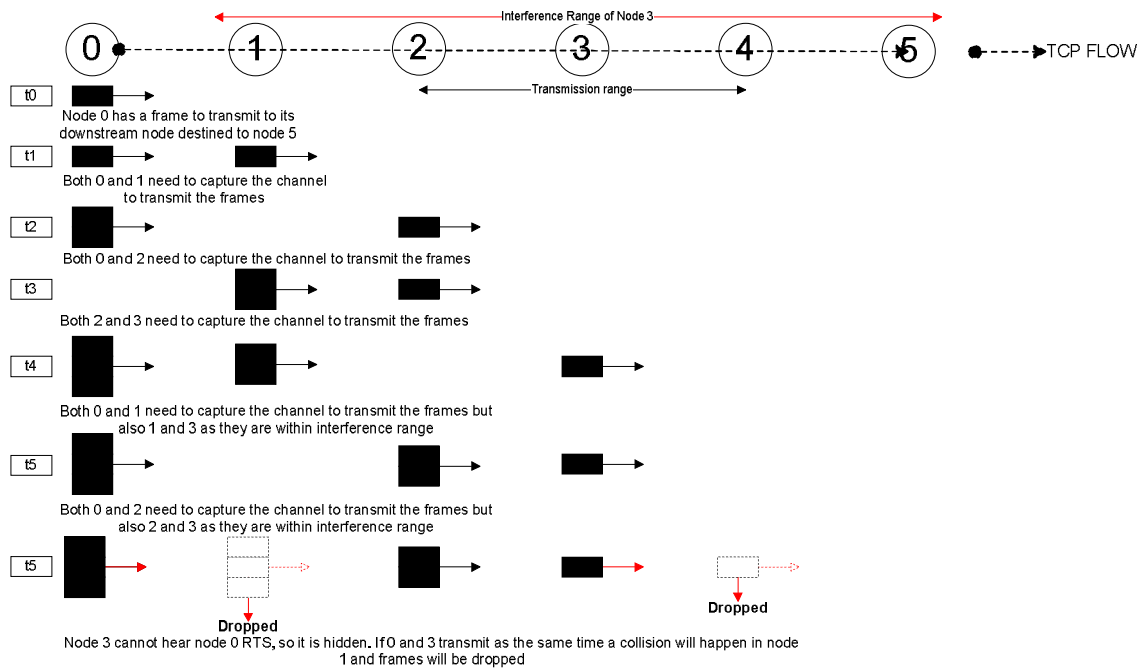 Interference Range of Node 3
0 1 2 3 4 5 TCP FLOW
Transmission range
t0
Node 0 has a frame to transmit to its
downstream node destined to node 5
t1
Both 0 and 1 need to capture the channel
to transmit the frames
t2
Both 0 and 2 need to capture the channel to transmit the frames
t3
Both 2 and 3 need to capture the channel to transmit the frames
t4
Both 0 and 1 need to capture the channel to transmit the frames but
also 1 and 3 as they are within interference range
t5
Both 0 and 2 need to capture the channel to transmit the frames but
also 2 and 3 as they are within interference range
t5
Dropped
Dropped
Node 3 cannot hear node 0 RTS, so it is hidden. If 0 and 3 transmit as the same time a collision will happen in node
1 and frames will be dropped